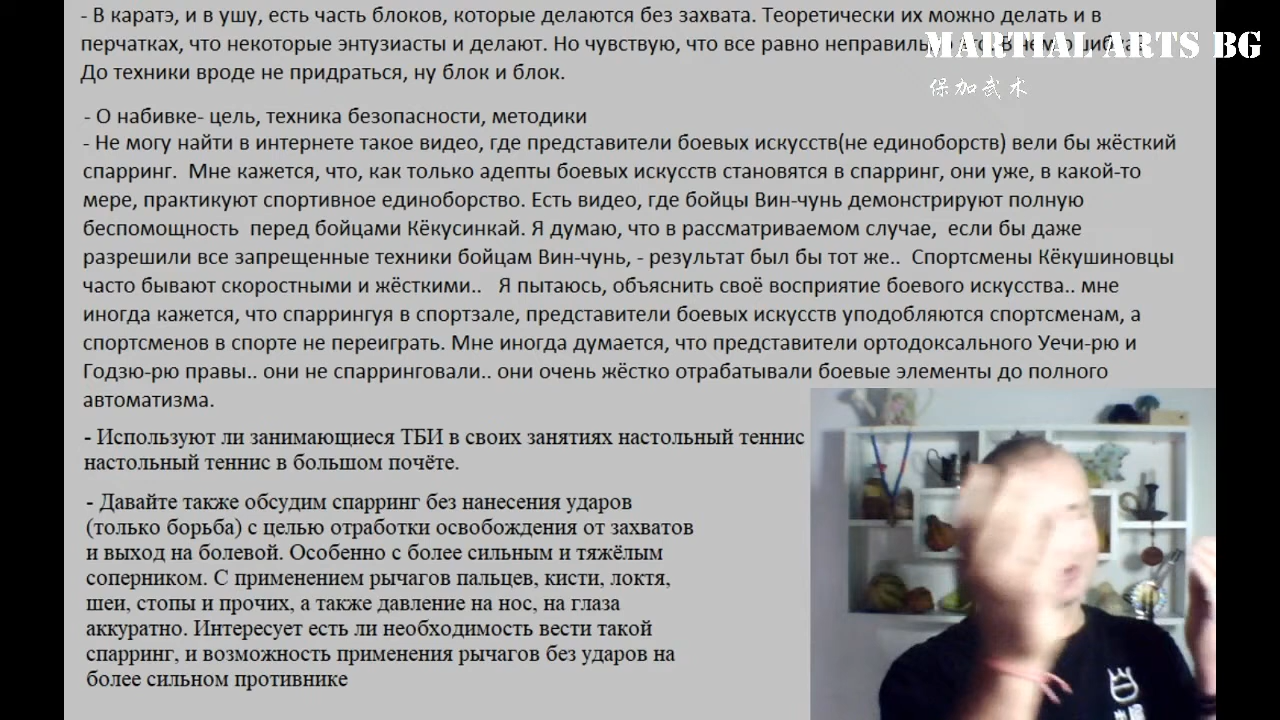 - В каратэ, и в ушу, есть часть блоков, которые делаются без захвата. Теоретически их можно делать и в
перчатках, что некоторые энтузиасты и делают. Но чувствую, что все равно
MARTIAL ARTS BG
До техники вроде не придраться, ну блок и блок.
保加武术
- О набивке- цель, техника безопасности, методики
- Не могу найти в интернете такое видео, где представители боевых искусств(не единоборств) вели бы жёсткий
спарринг. Мне кажется, что, как только адепты боевых искусств становятся в спарринг, они уже, в какой-то
мере, практикуют спортивное единоборство. Есть видео, где бойцы Вин-чунь демонстрируют полную
беспомощность перед бойцами Кёкусинкай. Я думаю, что в рассматриваемом случае, если бы даже
разрешили все запрещенные техники бойцам Вин-чунь, - результат был бы тот же.. Спортсмены Кёкушиновцы
часто бывают скоростными и жёсткими.. Я пытаюсь, объяснить своё восприятие боевого искусства.. мне
иногда кажется, что спаррингуя в спортзале, представители боевых искусств уподобляются спортсменам, а
спортсменов в спорте не переиграть. Мне иногда думается, что представители ортодоксального Уечи-рю и
Годзю-рю правы.. они не спарринговали.. они очень жёстко отрабатывали боевые элементы до полного
автоматизма.
- Используют ли занимающиеся ТБИ в своих занятиях настольный теннис
настольный теннис в большом почёте.
- Давайте также обсудим спарринг без нанесения ударов
(только борьба) с целью отработки освобождения от захватов
и выход на болевой. Особенно с более сильным и тяжёлым
соперником. С применением рычагов пальцев, кисти, локтя,
шеи, стопы и прочих, а также давление на нос, на глаза
аккуратно. Интересует есть ли необходимость вести такой
спарринг, и возможность применения рычагов без ударов на
более сильном противнике